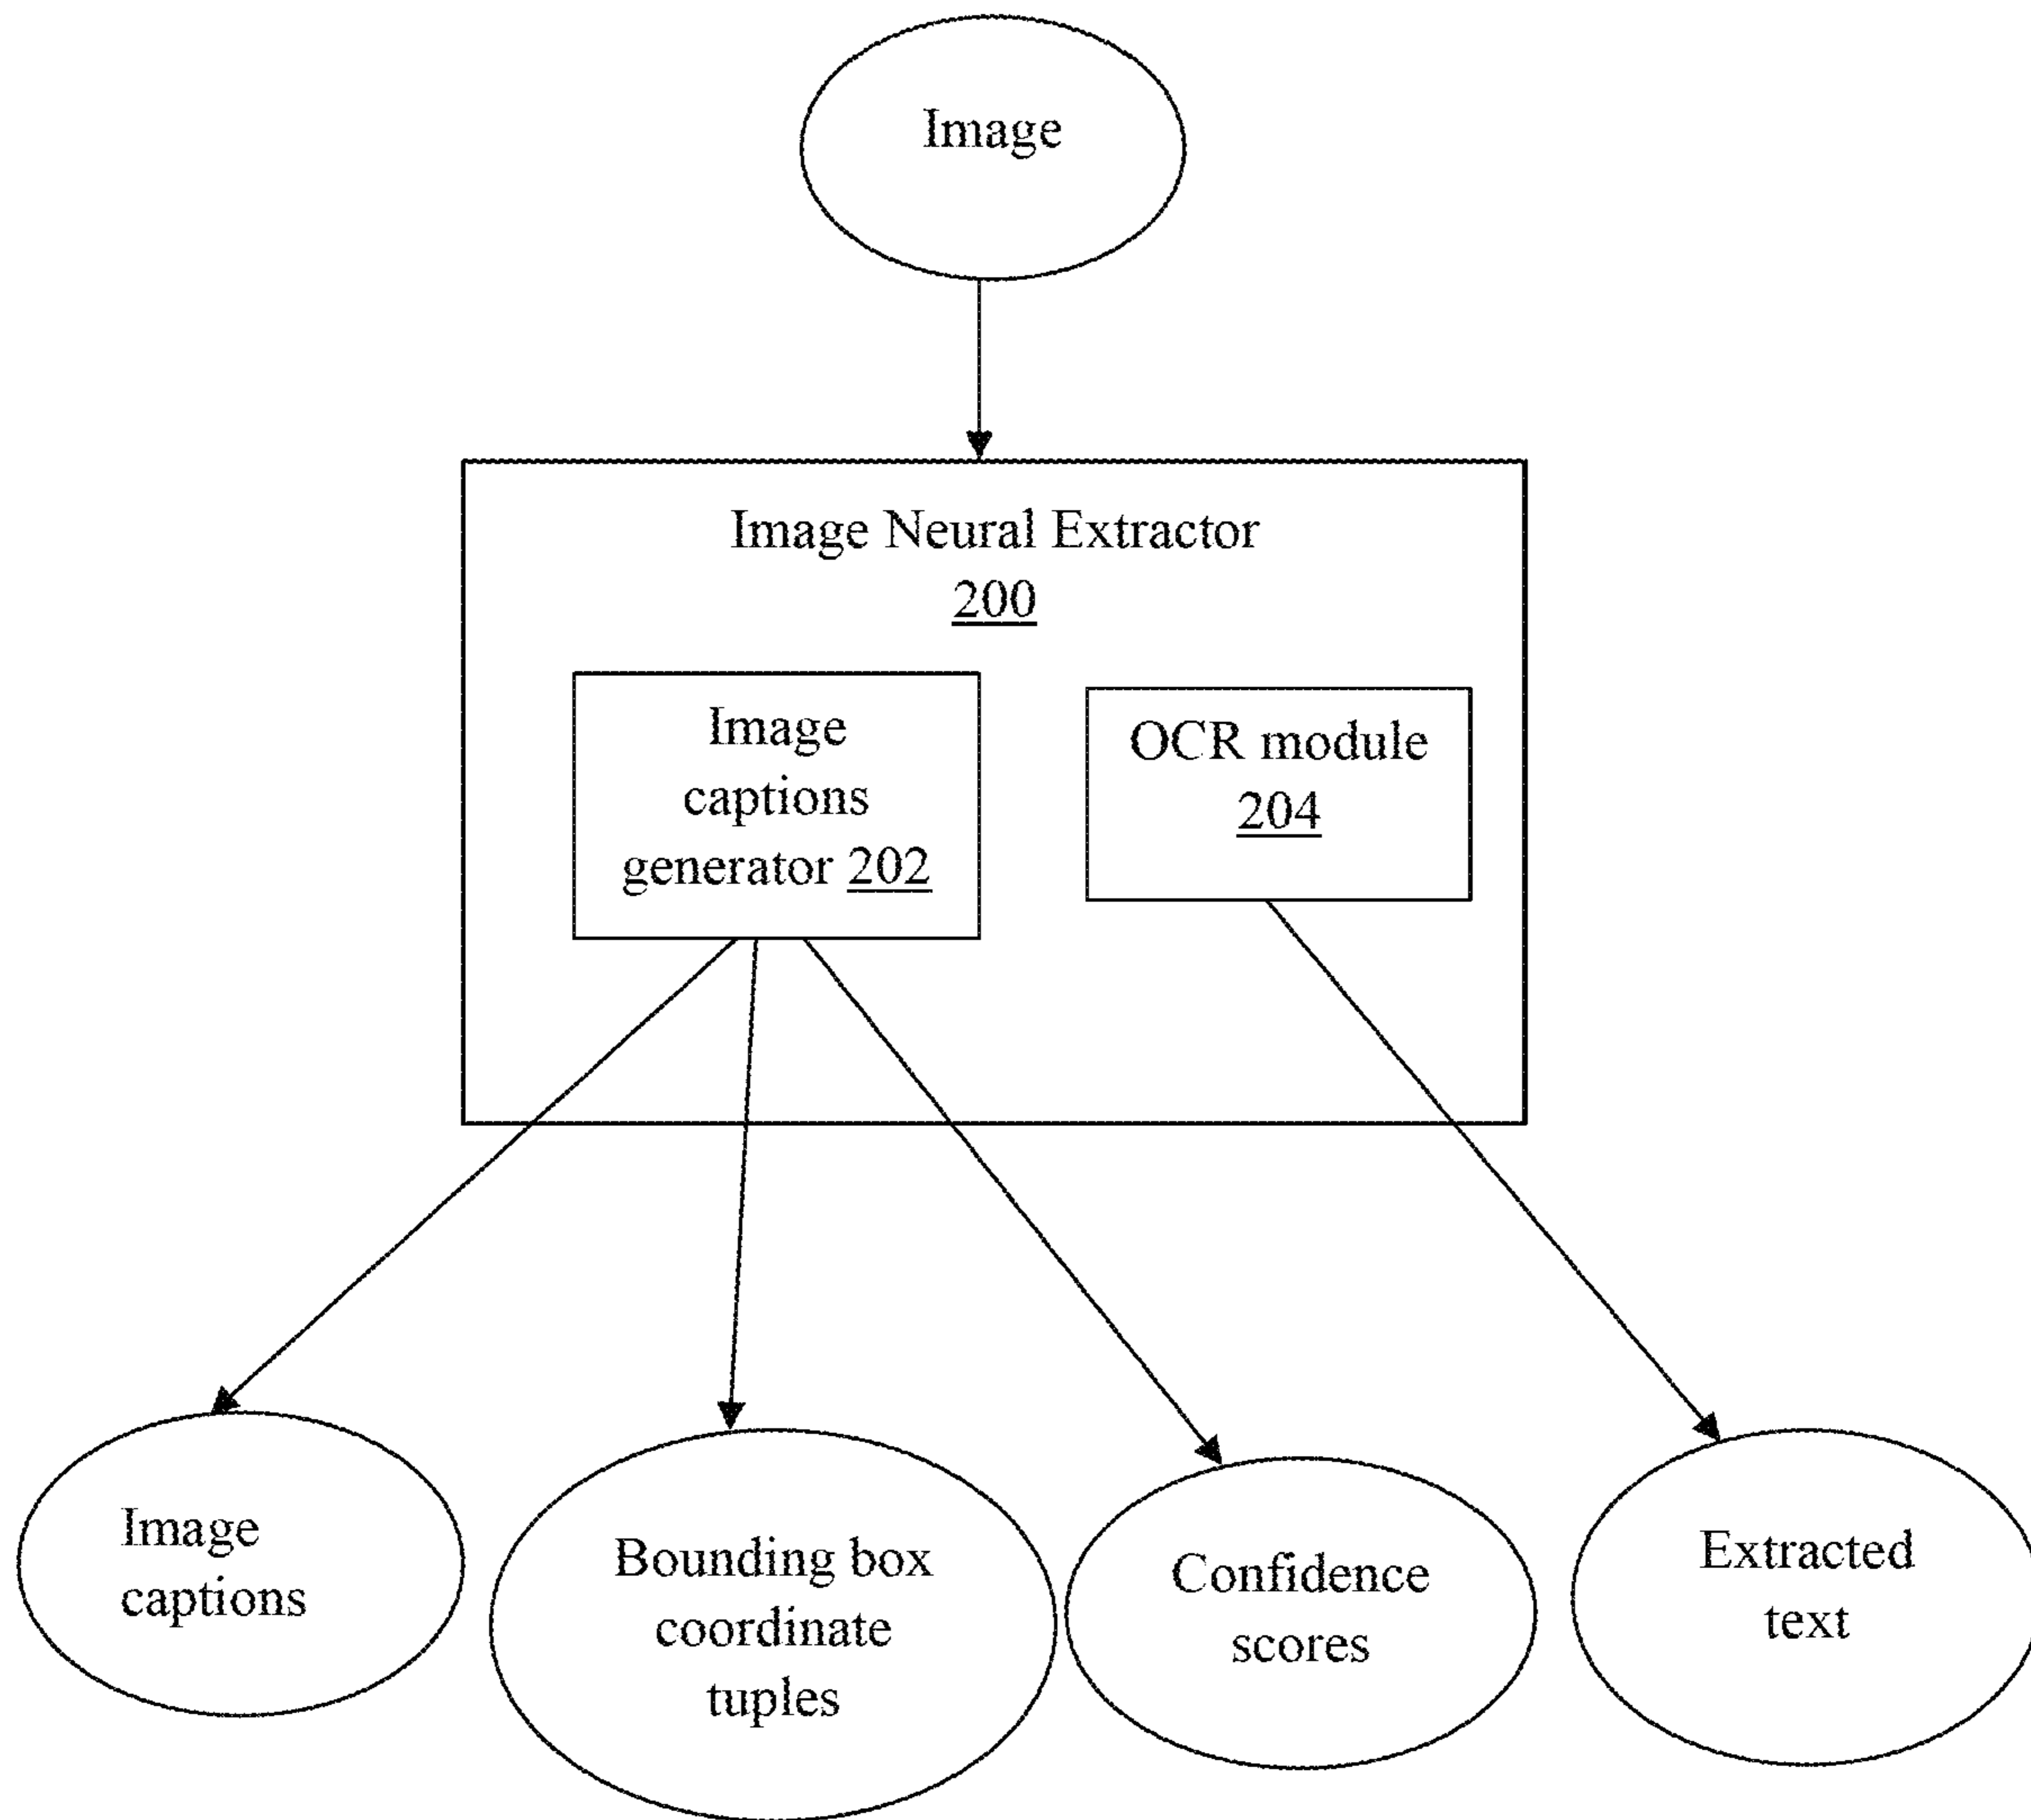 Image
Image Neural Extractor
200
Image
captions
generator 202
OCR module
204
Image
captions
Bounding box
coordinate
tuples
Confidence
scores
Extracted
text